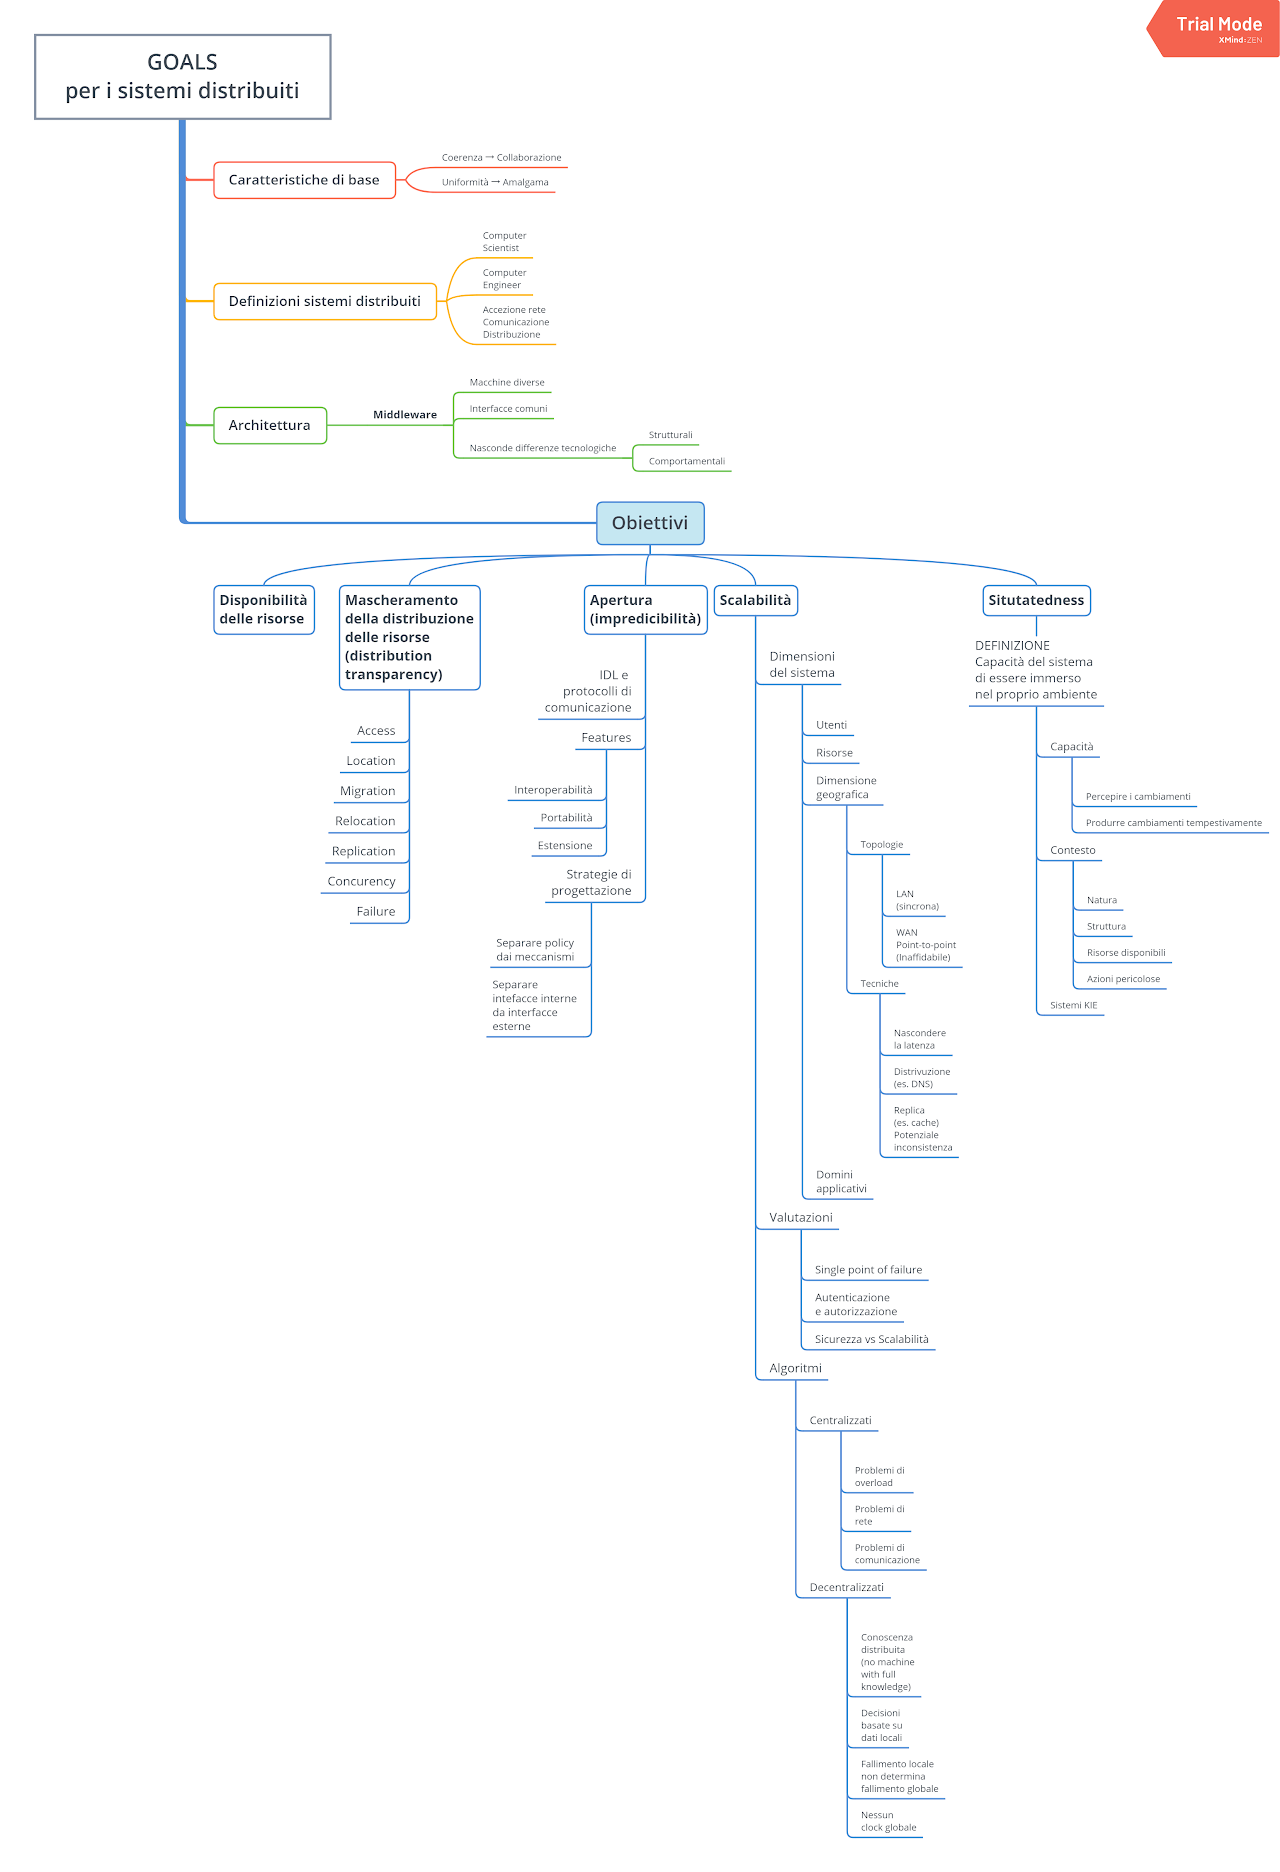 Trial Mode
XMind:ZEN
GOALS
per i sistemi distribuiti
Caratteristiche di base
Coerenza → Collaborazione
Uniformità → Amalgama
Definizioni sistemi distribuiti
Computer
Scientist
Computer
Engineer
Accezione rete
Comunicazione
Distribuzione
Architettura
Middleware
Macchine diverse
Interfacce comuni
Nasconde differenze tecnologiche
Strutturali
Comportamentali
Obiettivi
Disponibilità
delle risorse
Mascheramento
della distribuzione
delle risorse
(distribution
transparency)
Access
Location
Migration
Relocation
Replication
Concurency
Failure
Apertura
(impredicibilità)
IDL e
protocolli di
comunicazione
Features
Interoperabilità
Portabilità
Estensione
Strategie di
progettazione
Separare policy
dai meccanismi
Separare
intefacce interne
da interfacce
esterne
Scalabilità
Dimensioni
del sistema
Utenti
Risorse
Dimensione
geografica
Topologie
LAN
(sincrona)
WAN
Point-to-point
(Inaffidabile)
Tecniche
Nascondere
la latenza
Distrivuzione
(es. DNS)
Replica
(es. cache)
Potenziale
inconsistenza
Domini
applicativi
Valutazioni
Single point of failure
Autenticazione
e autorizzazione
Sicurezza vs Scalabilità
Algoritmi
Centralizzati
Problemi di
overload
Problemi di
rete
Problemi di
comunicazione
Decentralizzati
Conoscenza
distribuita
(no machine
with full
knowledge)
Decisioni
basate su
dati locali
Fallimento locale
non determina
fallimento globale
Nessun
clock globale
Situtatedness
DEFINIZIONE
Capacità del sistema
di essere immerso
nel proprio ambiente
Capacità
Percepire i cambiamenti
Produrre cambiamenti tempestivamente
Contesto
Natura
Struttura
Risorse disponibili
Azioni pericolose
Sistemi KIE